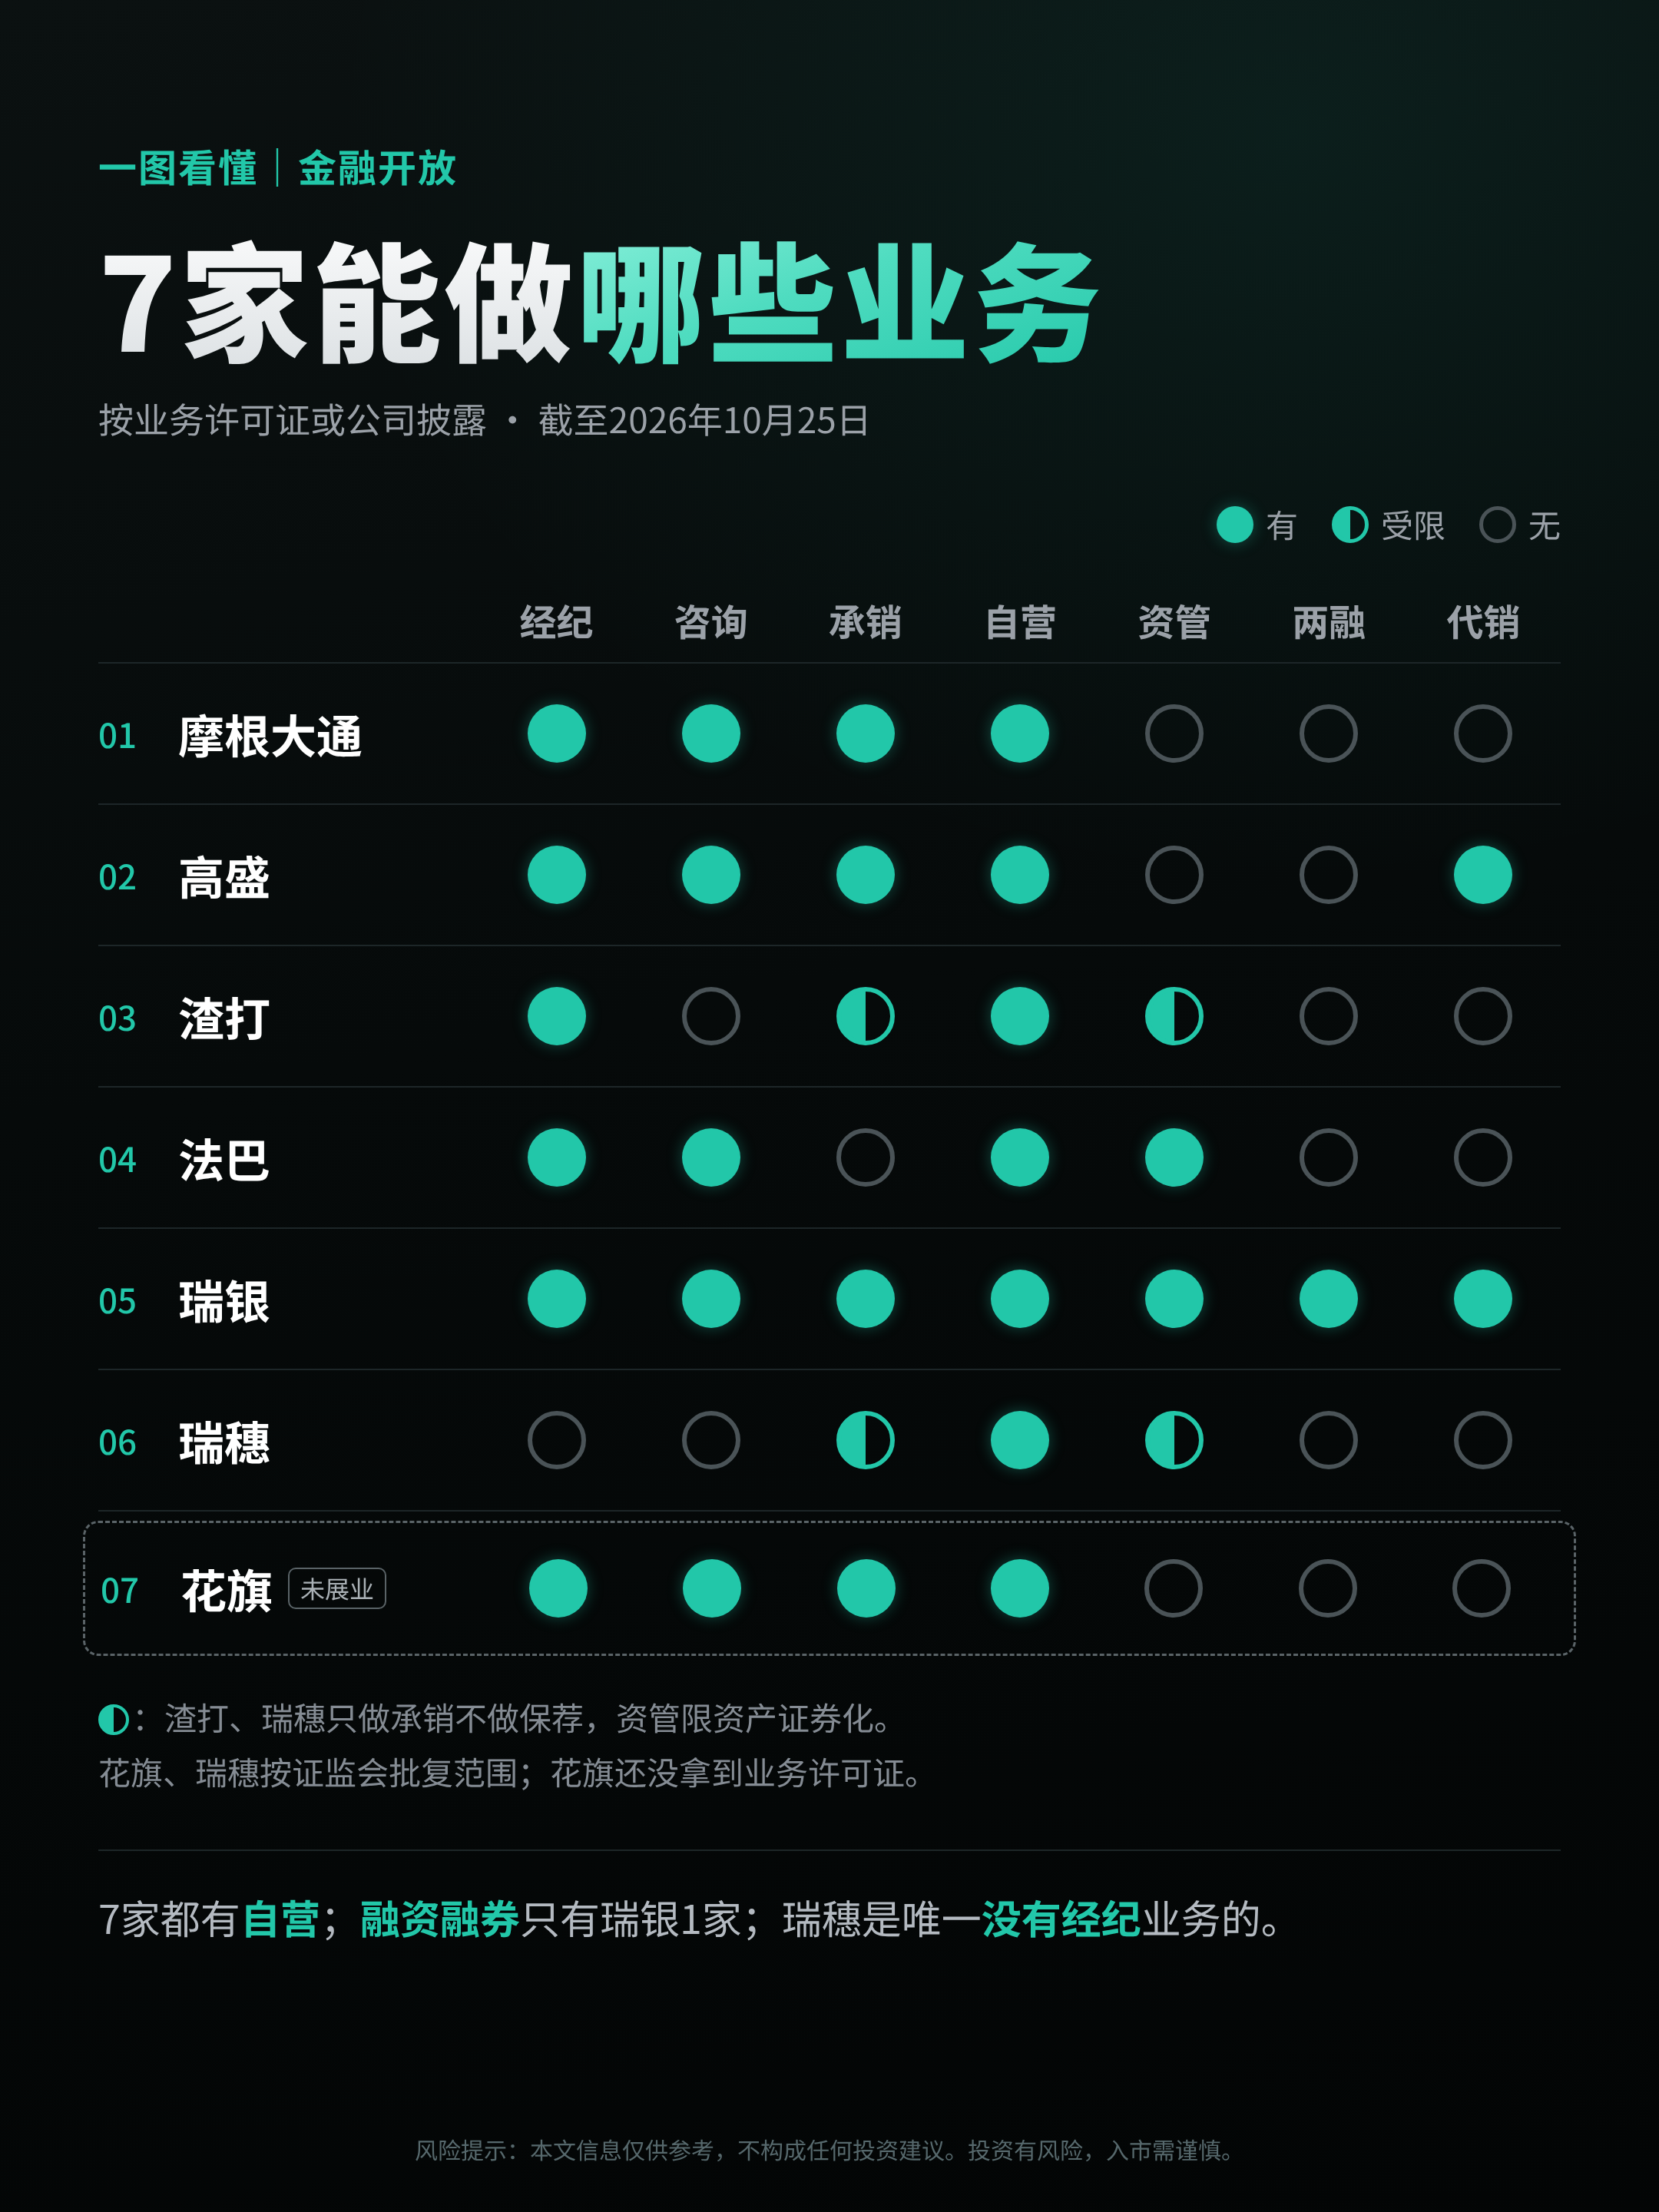 一图看懂｜金融开放
7家能做哪些业务
按业务许可证或公司披露 · 截至2026年10月25日
有 受限 无
经纪 咨询 承销 自营 资管 两融 代销
01 摩根大通
02 高盛
03 渣打
04 法巴
05 瑞银
06 瑞穗
07 花旗 未展业
：渣打、瑞穗只做承销不做保荐，资管限资产证券化。
花旗、瑞穗按证监会批复范围；花旗还没拿到业务许可证。
7家都有自营；融资融券只有瑞银1家；瑞穗是唯一没有经纪业务的。
风险提示：本文信息仅供参考，不构成任何投资建议。投资有风险，入市需谨慎。